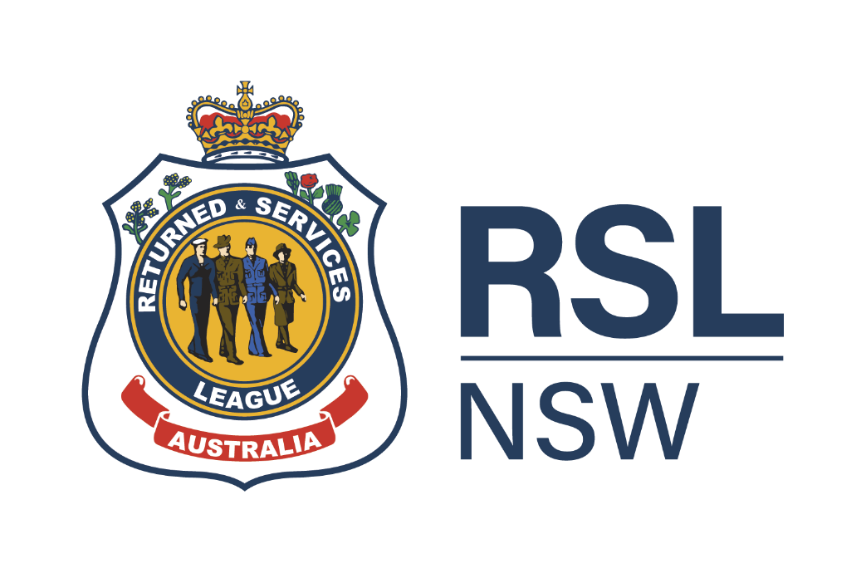 RETURNED & SERVICES
LEAGUE
AUSTRALIA
RSL
NSW